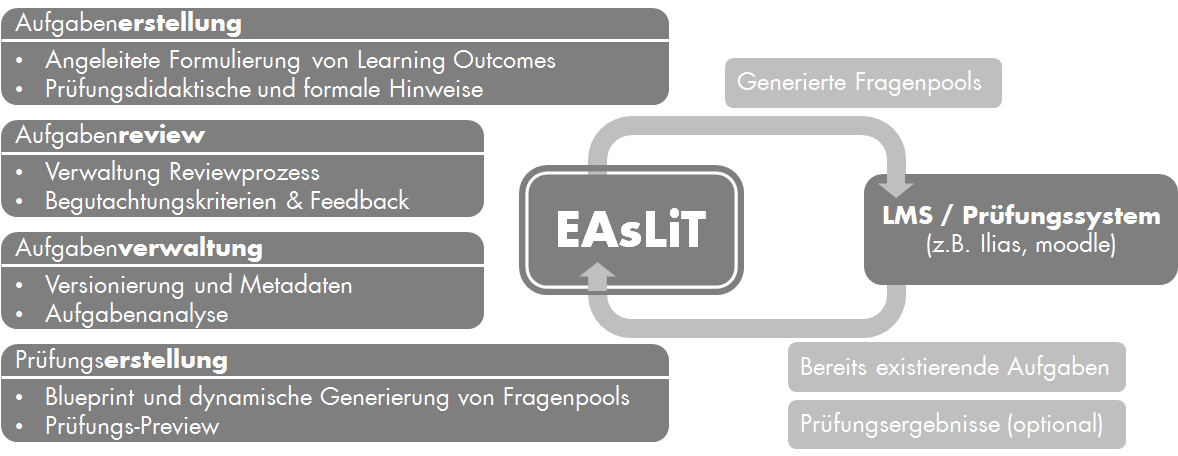 Aufgabenerstellung
• Angeleitete Formulierung von Learning Outcomes
• Prüfungsdidaktische und formale Hinweise
Aufgabenreview
• Verwaltung Reviewprozess
• Begutachtungskriterien & Feedback
Aufgabenverwaltung
• Versionierung und Metadaten
• Aufgabenanalyse
Prüfungserstellung
• Blueprint und dynamische Generierung von Fragenpools
• Prüfungs-Preview
Generierte Fragenpools
EAsLiT
LMS / Prüfungssystem
(z.B. Ilias, moodle)
Bereits existierende Aufgaben
Prüfungsergebnisse (optional)